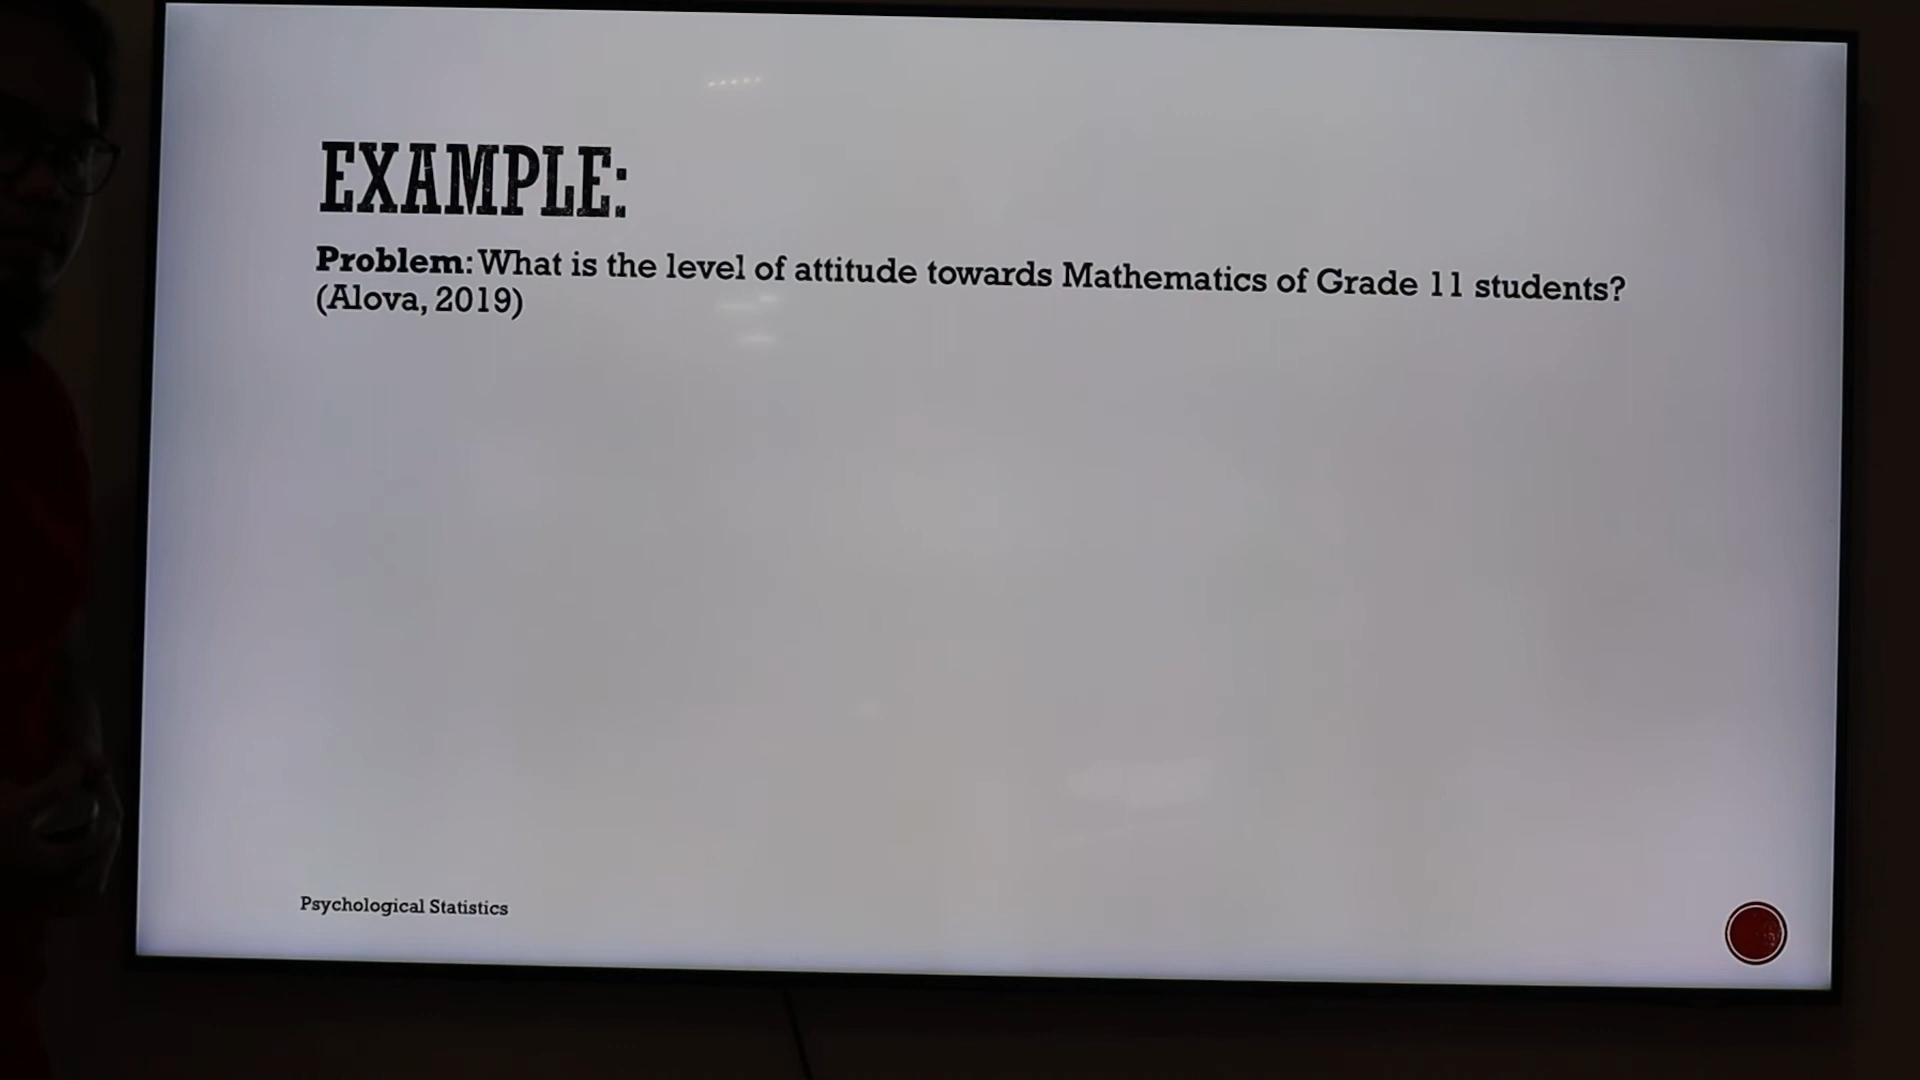 EXAMPLE:
Problem: What is the level of attitude towards Mathematics of Grade 11 students?
(Alova, 2019)
Psychological Statistics